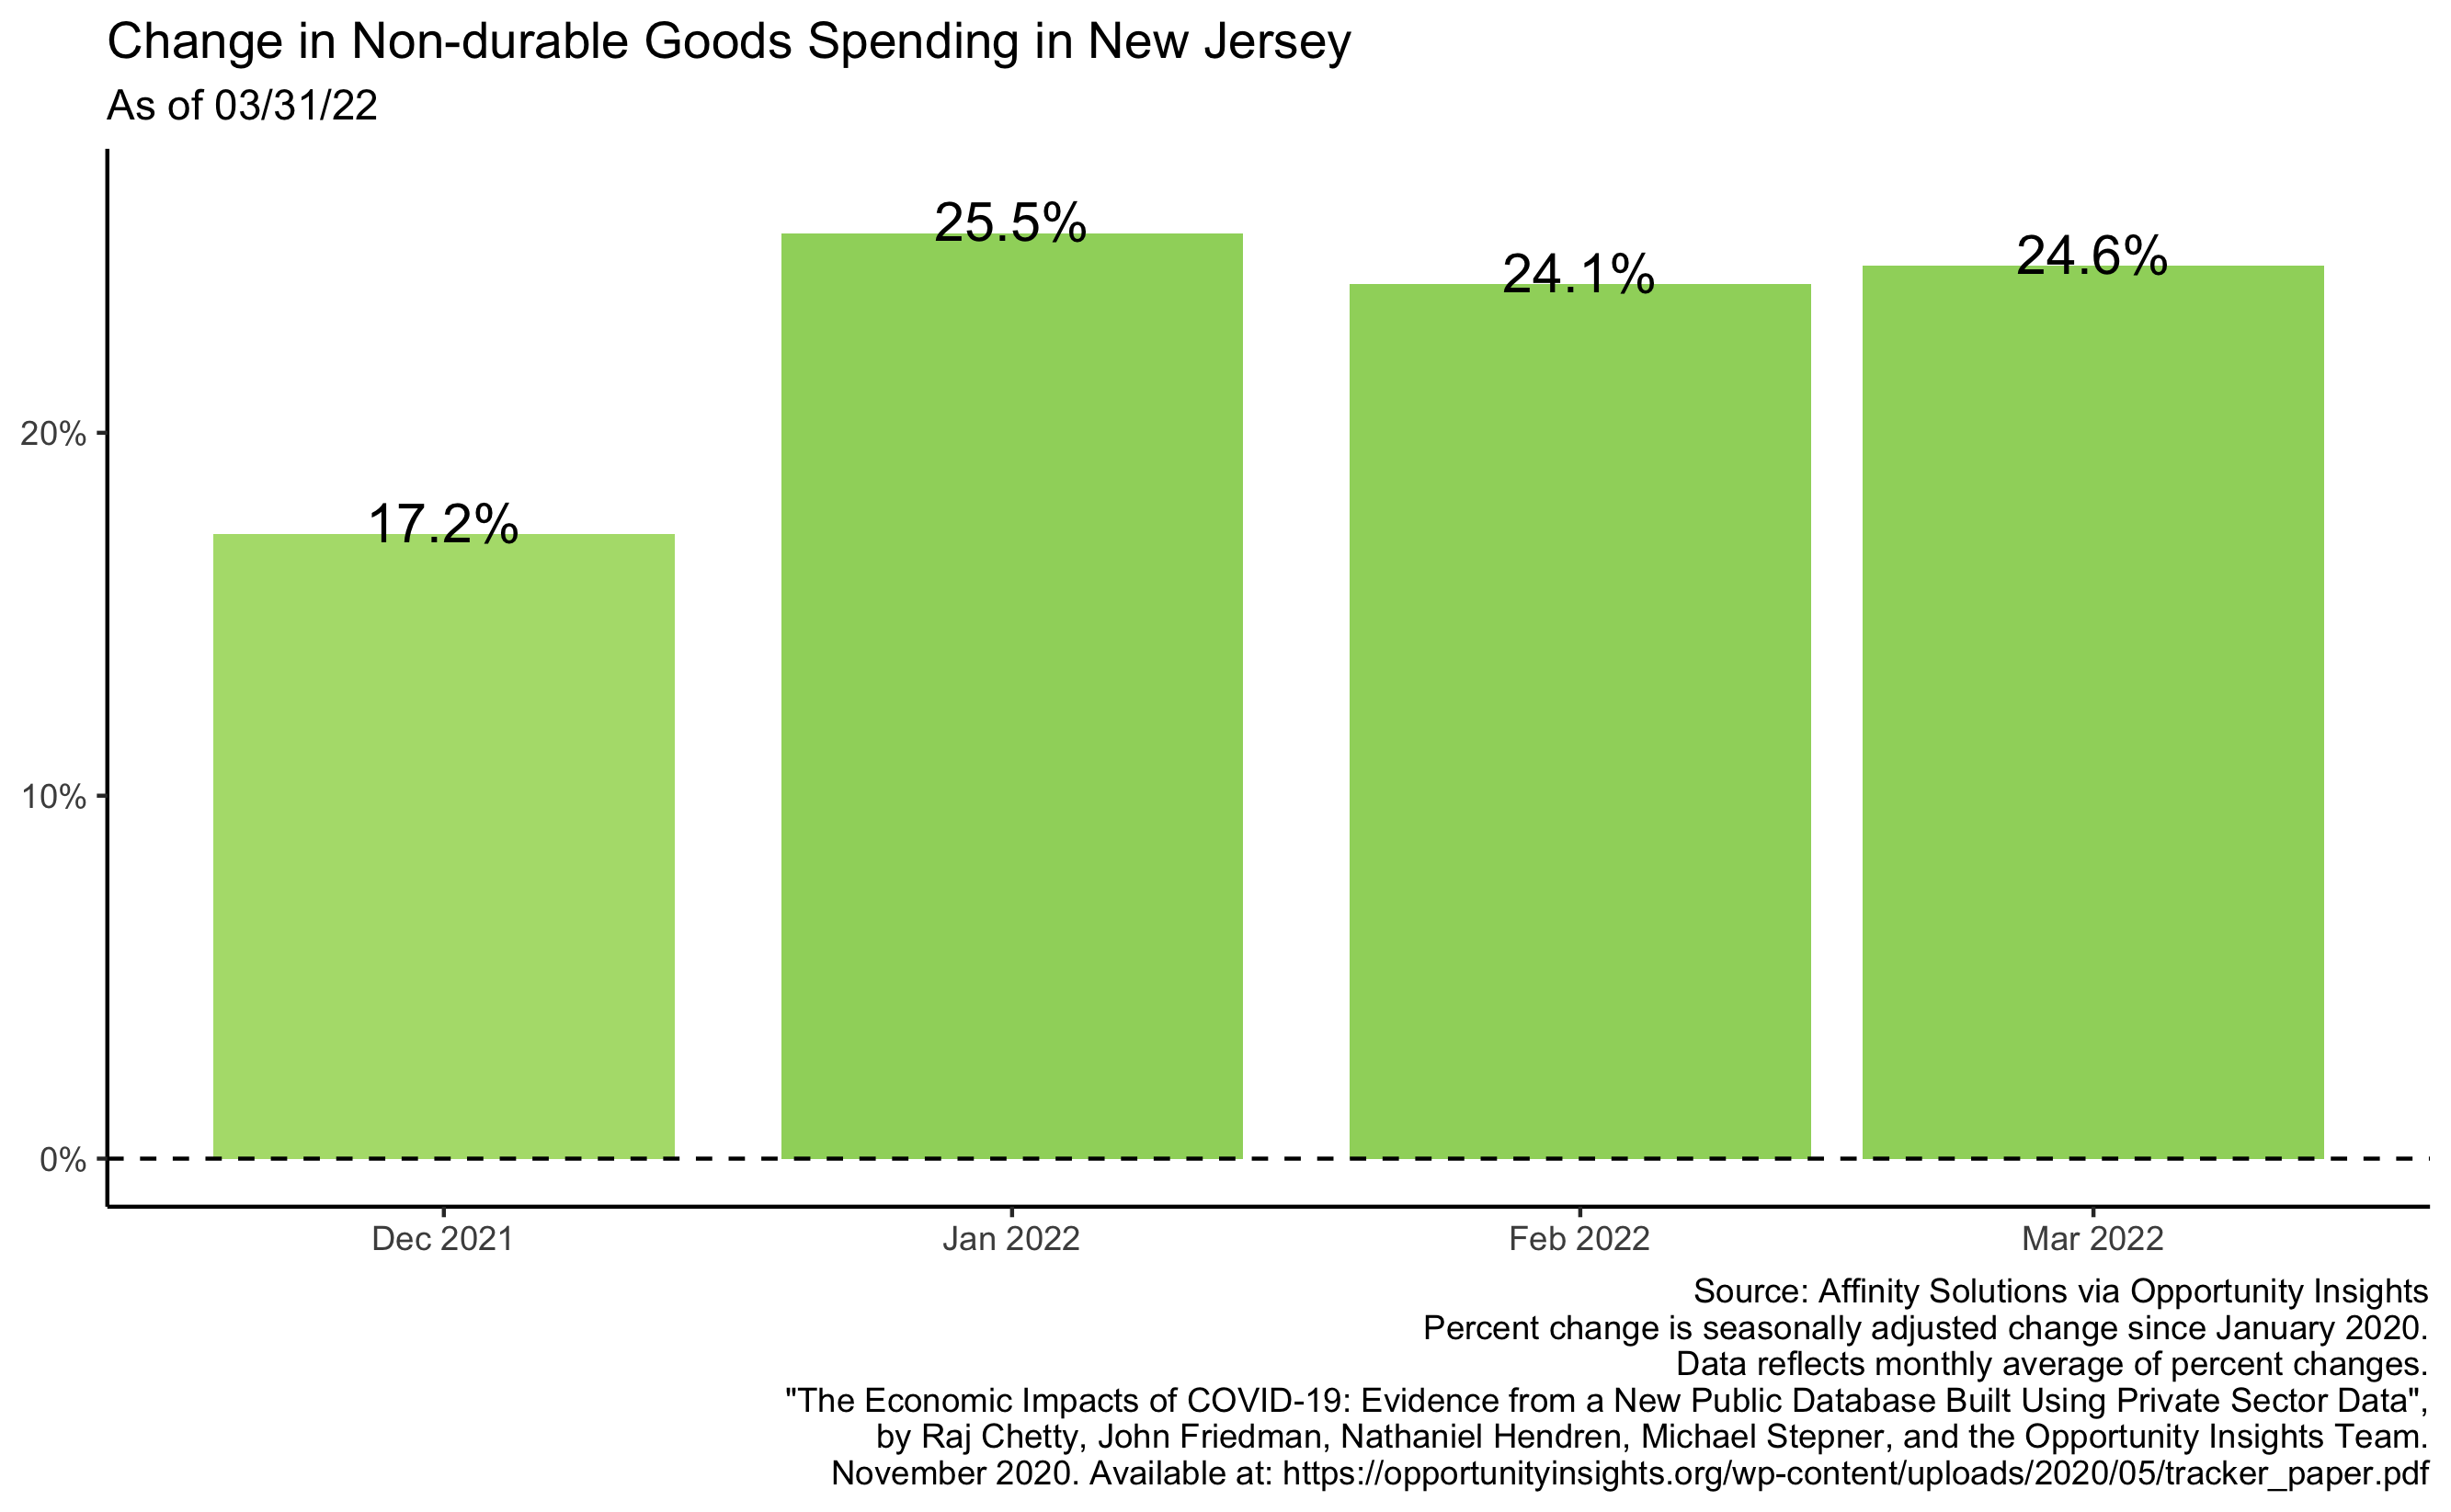 Change in Non-durable Goods Spending in New Jersey
As of 03/31/22
25.5%
24.6%
24.1%
20%
17.2%
10%
0%
Dec 2021 Jan 2022 Feb 2022 Mar 2022
Source: Affinity Solutions via Opportunity Insights
Percent change is seasonally adjusted change since January 2020.
Data reflects monthly average of percent changes.
"The Economic Impacts of COVID-19: Evidence from a New Public Database Built Using Private Sector Data",
by Raj Chetty, John Friedman, Nathaniel Hendren, Michael Stepner, and the Opportunity Insights Team.
November 2020. Available at: https://opportunityinsights.org/wp-content/uploads/2020/05/tracker_paper.pdf